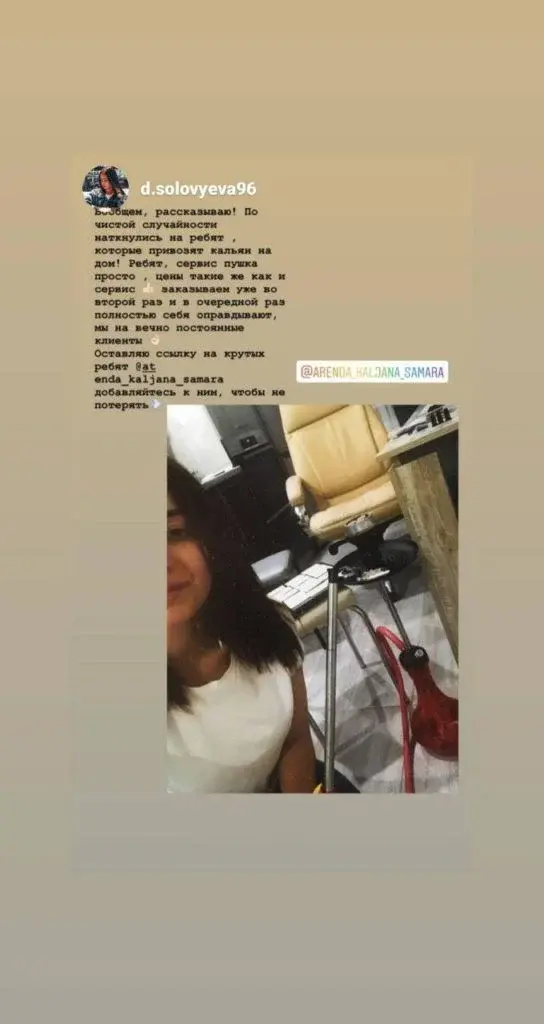 d.solovyeva96
Вообщем, рассказываю! По
чистой случайности
наткнулись на ребят ,
которые привозят кальян на
дом! Ребят, сервис пушка
просто , цены такие же как и
сервис 👍🏻 заказываем уже во
второй раз и в очередной раз
полностью себя оправдывают,
мы на вечно постоянные
клиенты 👌🏻
Оставляю ссылку на крутых
ребят @at
enda_kaljana_samara
добавляйтесь к ним, чтобы не
потерять
@ARENDA_KALJANA_SAMARA